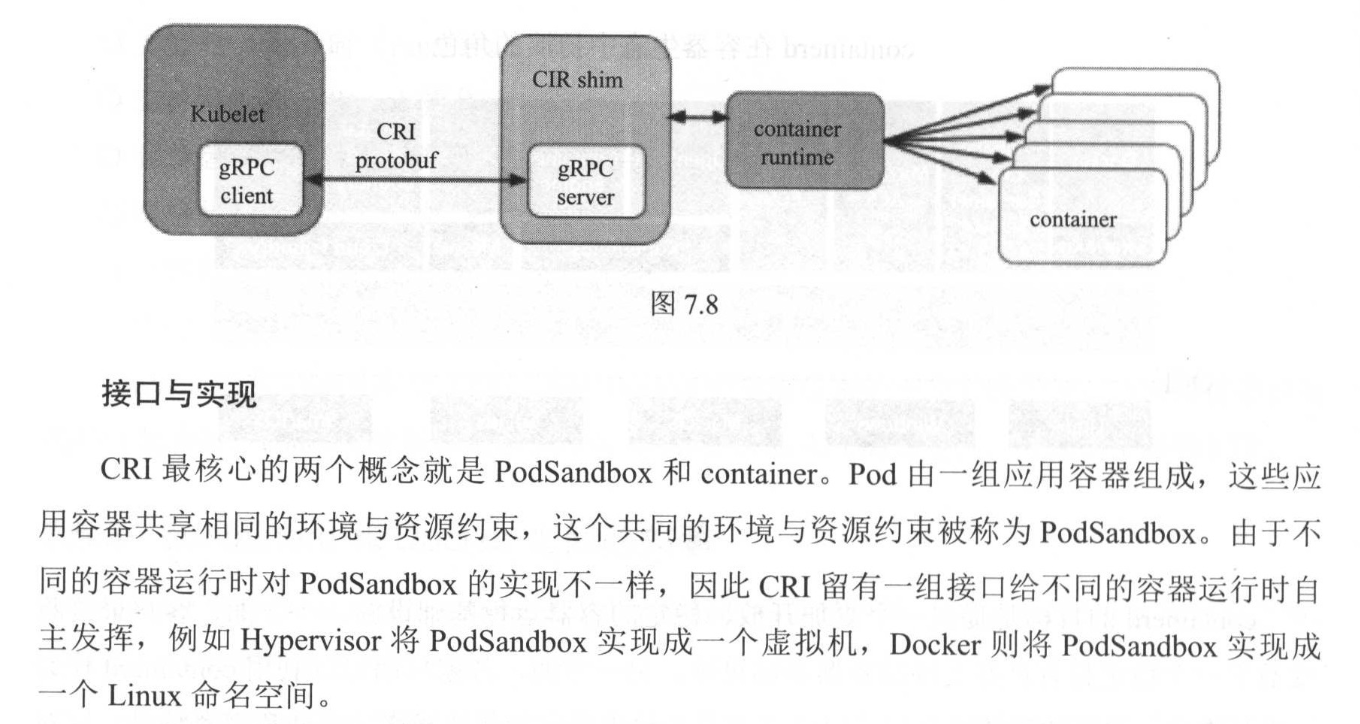 Kubelet
gRPC
client
CRI
protobuf
CIR shim
gRPC
server
container
runtime
container
图 7.8
接口与实现
CRI 最核心的两个概念就是 PodSandbox 和 container。Pod 由一组应用容器组成，这些应
用容器共享相同的环境与资源约束，这个共同的环境与资源约束被称为 PodSandbox。由于不
同的容器运行时对 PodSandbox 的实现不一样，因此 CRI 留有一组接口给不同的容器运行时自
主发挥，例如 Hypervisor 将 PodSandbox 实现成一个虚拟机，Docker 则将 PodSandbox 实现成
一个 Linux 命名空间。